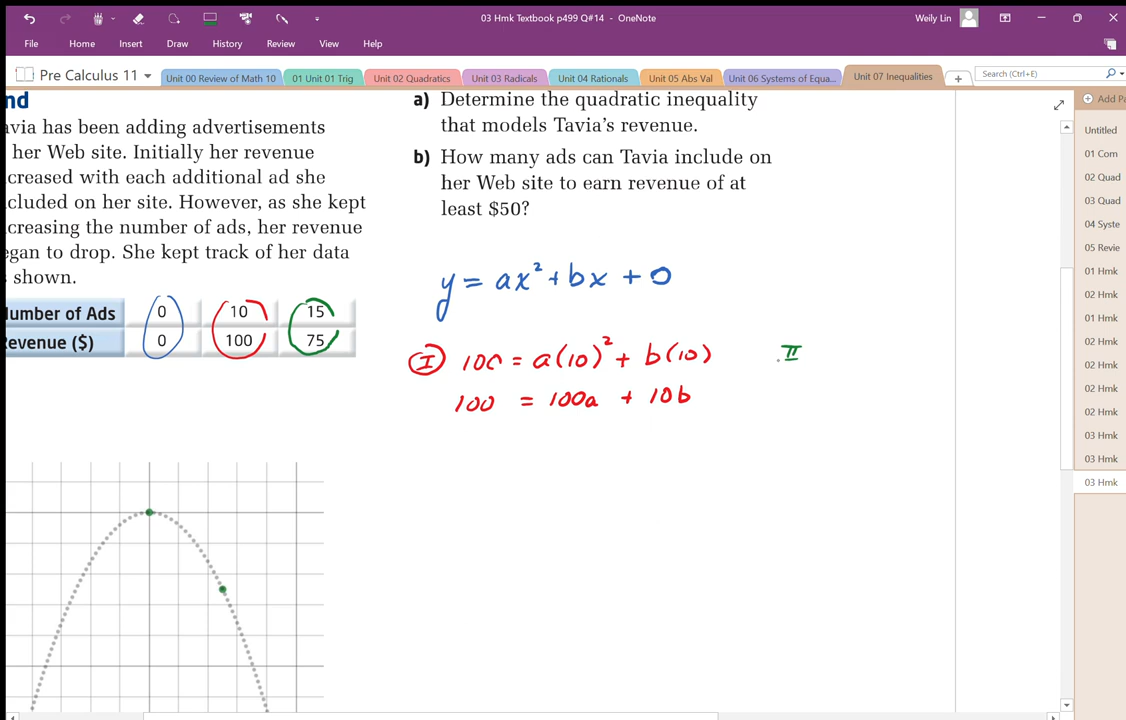 03 Hmk Textbook p499 Q#14 - OneNote
Weily Lin
File Home Insert Draw History Review View Help
Pre Calculus 11
Unit 00 Review of Math 10
01 Unit 01 Trig
Unit 02 Quadratics
Unit 03 Radicals
Unit 04 Rationals
Unit 05 Abs Val
Unit 06 Systems of Equa...
Unit 07 Inequalities
Search (Ctrl+E)
nd
avia has been adding advertisements
her Web site. Initially her revenue
creased with each additional ad she
cluded on her site. However, as she kept
creasing the number of ads, her revenue
egan to drop. She kept track of her data
s shown.
umber of Ads 0 10 15
Revenue ($) 0 100 75
a) Determine the quadratic inequality
that models Tavia's revenue.
b) How many ads can Tavia include on
her Web site to earn revenue of at
least $50?
y = ax² + bx + 0
I 100 = a(10)² + b(10)
100 = 100a + 10b
II
Add Pa
Untitled
01 Com
02 Quad
03 Quad
04 Syste
05 Revie
01 Hmk
02 Hmk
01 Hmk
02 Hmk
02 Hmk
02 Hmk
02 Hmk
03 Hmk
03 Hmk
03 Hmk